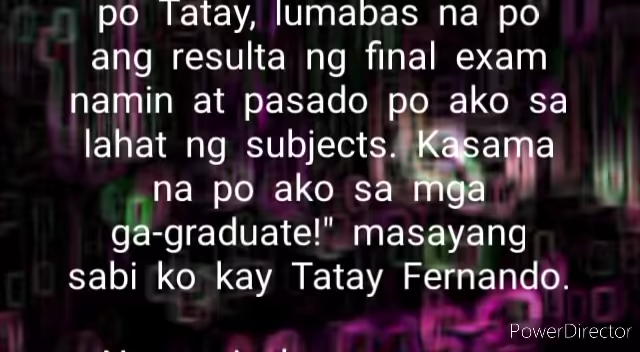 po Tatay, lumabas na po
ang resulta ng final exam
namin at pasado po ako sa
lahat ng subjects. Kasama
na po ako sa mga
ga-graduate!" masayang
sabi ko kay Tatay Fernando.
PowerDirector